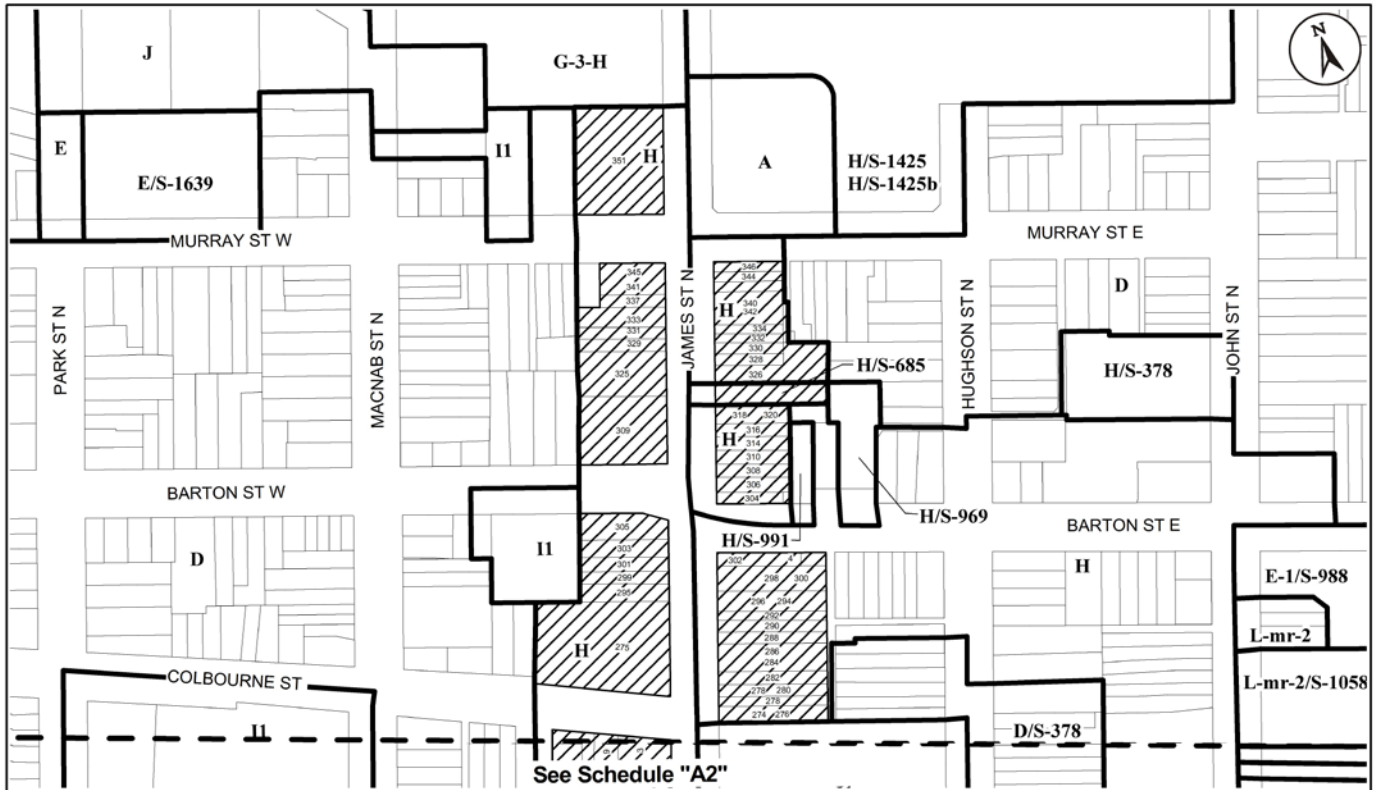 N
J
G-3-H
E
E/S-1639
I1
351
H
A
H/S-1425
H/S-1425b
MURRAY ST W
MURRAY ST E
PARK ST N
MACNAB ST N
JAMES ST N
HUGHSON ST N
JOHN ST N
345
341
337
333
331
329
325
309
346
344
H
340
342
334
332
330
328
326
H/S-685
D
H/S-378
318
320
H
316
314
310
308
306
304
BARTON ST W
H/S-969
H/S-991
BARTON ST E
D
I1
305
303
301
299
295
H
275
302
4
298
300
296
294
292
290
288
286
284
282
278
280
278
274
276
H
E-1/S-988
L-mr-2
L-mr-2/S-1058
COLBOURNE ST
I1
D/S-378
See Schedule "A2"